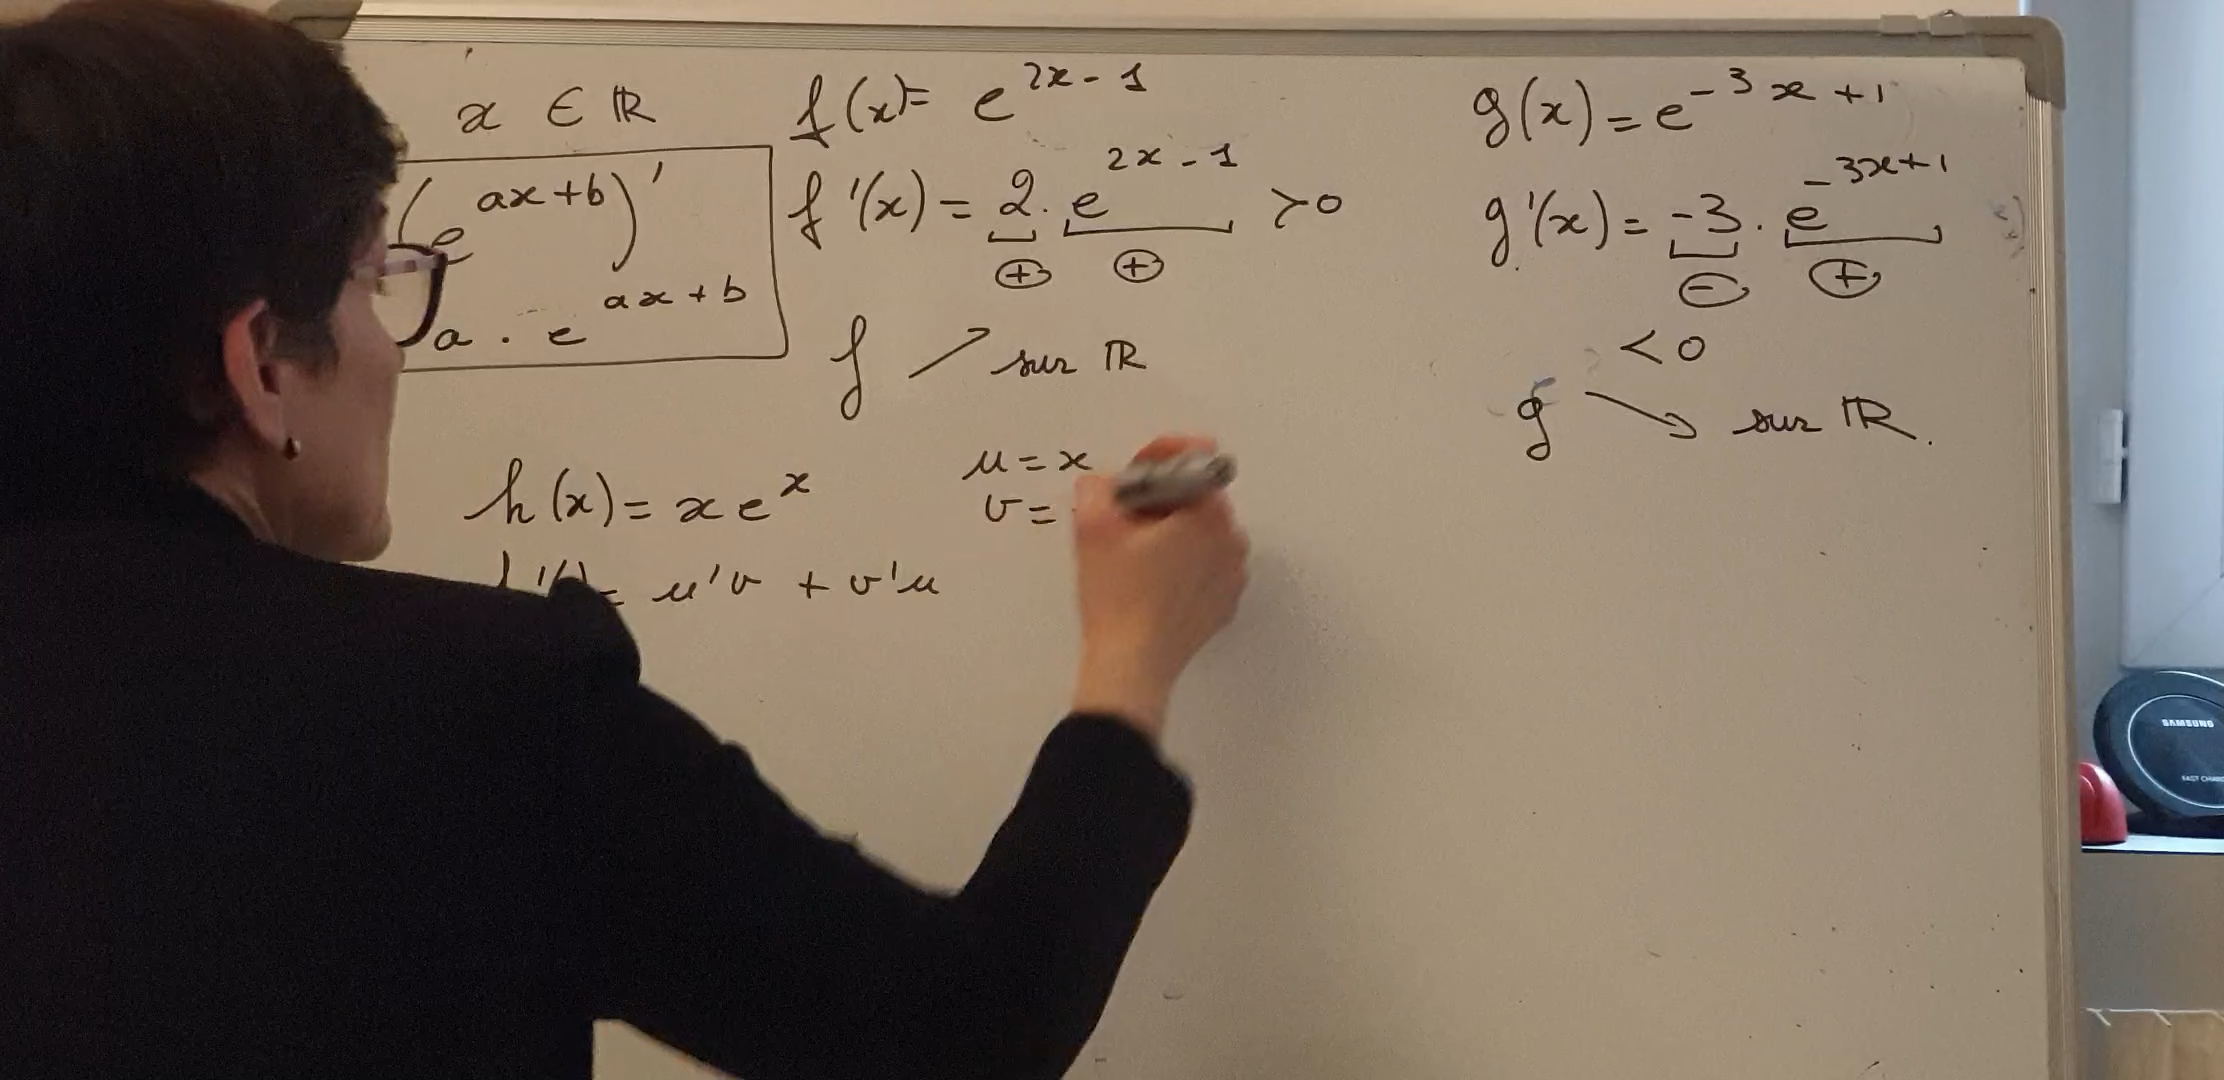 x ∈ ℝ
(e^{ax+b})'
a . e^{ax+b}
f(x) = e^{2x-1}
f'(x) = 2 . e^{2x-1} > 0
+ +
f ↗ sur ℝ
g(x) = e^{-3x+1}
g'(x) = -3 . e^{-3x+1}
- +
< 0
g ↘ sur ℝ.
h(x) = x e^x
= u'v + v'u
u = x
v =
SAMSUNG